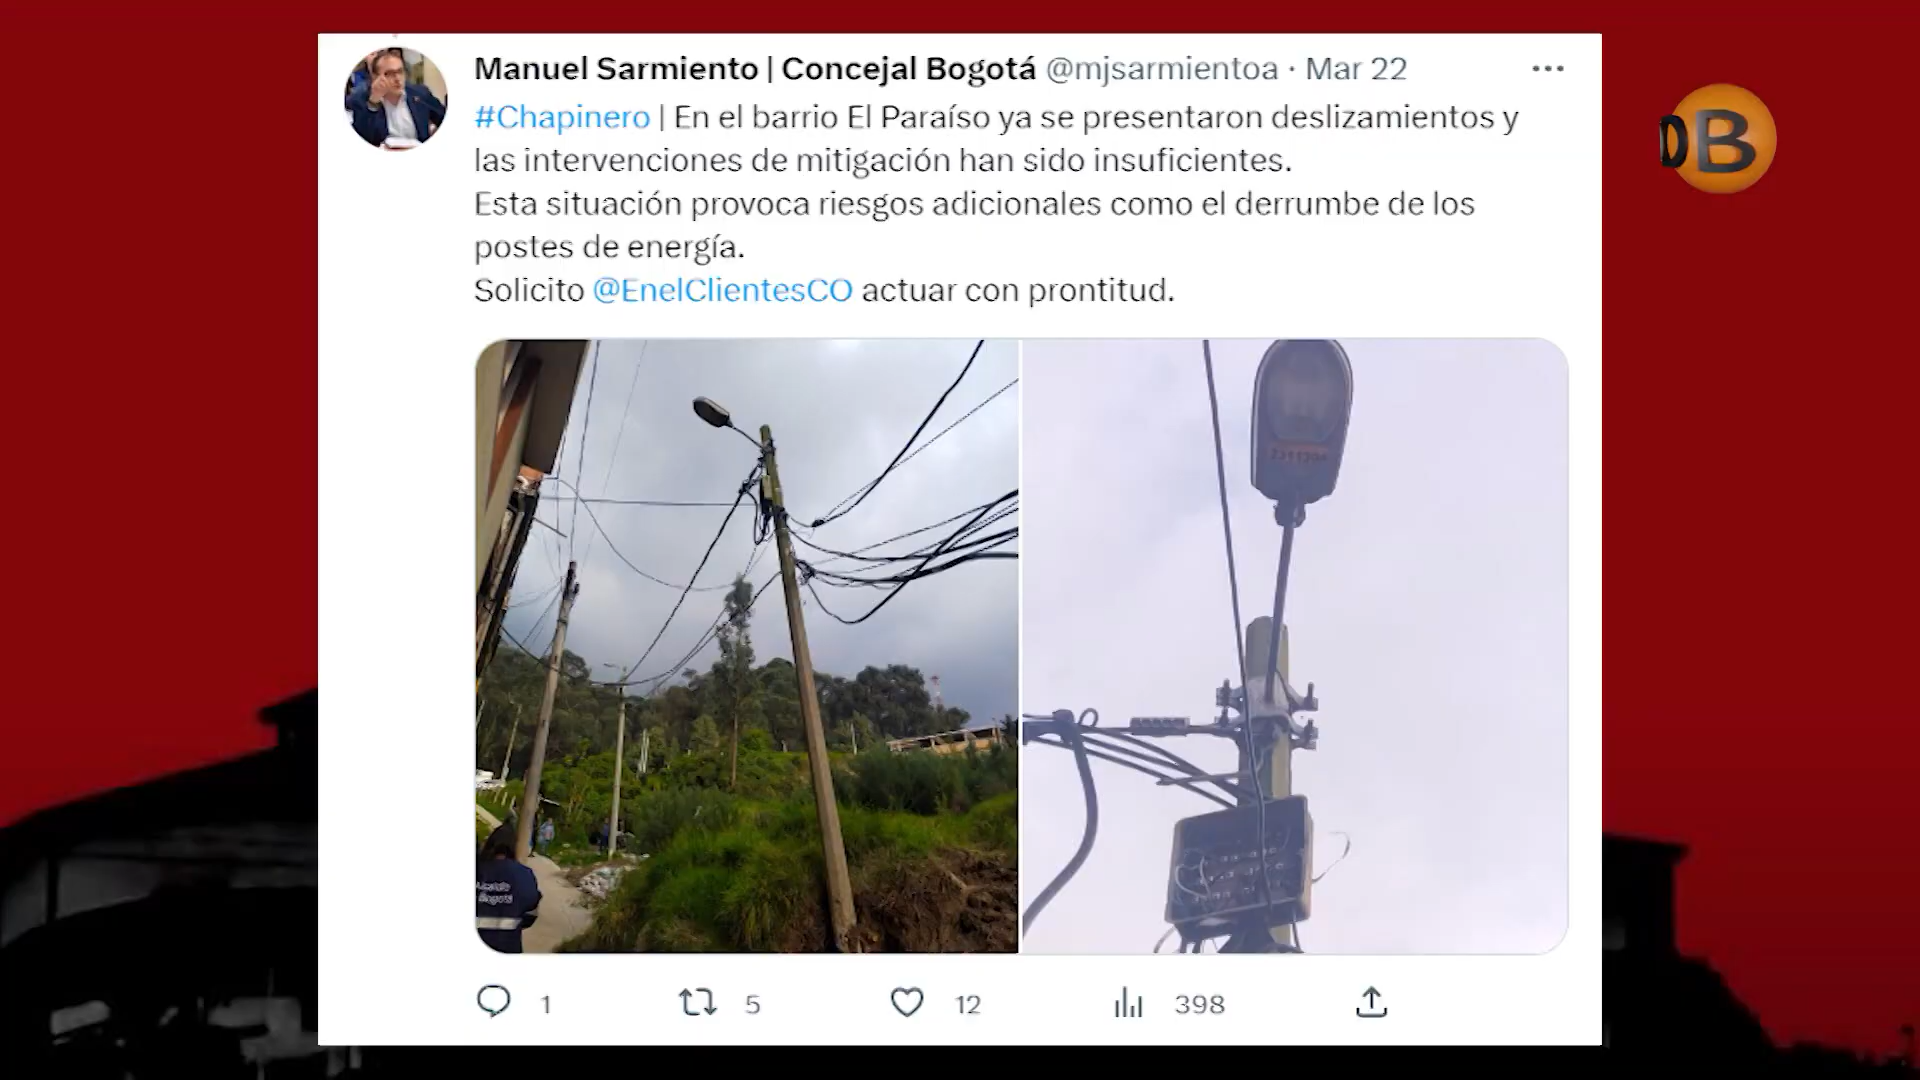 Manuel Sarmiento | Concejal Bogotá @mjsarmientoa · Mar 22
#Chapinero | En el barrio El Paraíso ya se presentaron deslizamientos y
las intervenciones de mitigación han sido insuficientes.
Esta situación provoca riesgos adicionales como el derrumbe de los
postes de energía.
Solicito @EnelClientesCO actuar con prontitud.
1
5
12
398
DB